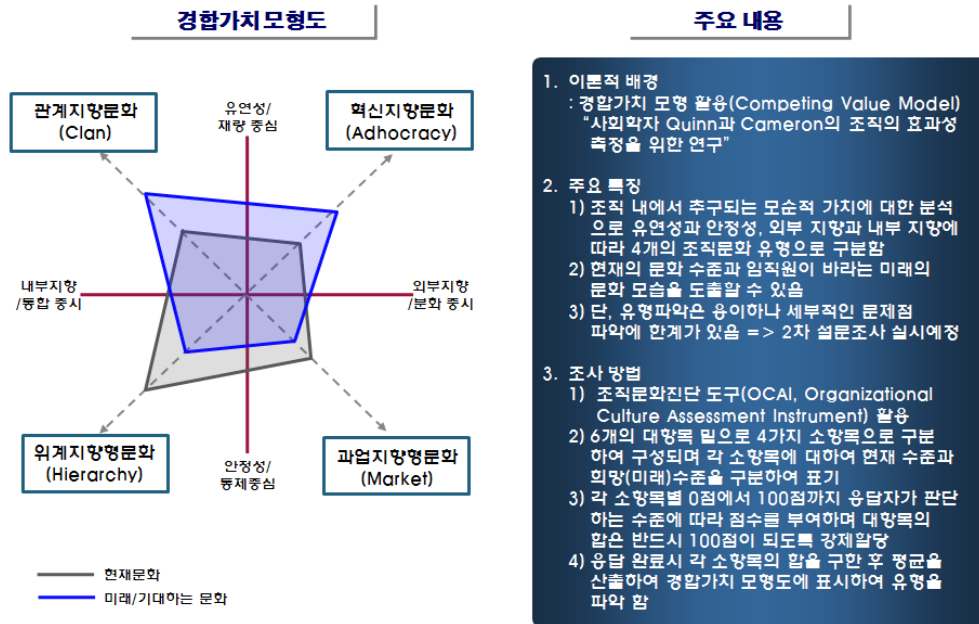 경합가치 모형도
관계지향문화
(Clan)
유연성/
재량 중심
혁신지향문화
(Adhocracy)
내부지향
/통합 중시
외부지향
/분화 중시
위계지향형문화
(Hierarchy)
안정성/
통제중심
과업지향형문화
(Market)
현재문화
미래/기대하는 문화
주요 내용
1. 이론적 배경
: 경합가치 모형 활용(Competing Value Model)
“사회학자 Quinn과 Cameron의 조직의 효과성
측정을 위한 연구”
2. 주요 특징
1) 조직 내에서 추구되는 모순적 가치에 대한 분석
으로 유연성과 안정성, 외부 지향과 내부 지향에
따라 4개의 조직문화 유형으로 구분함
2) 현재의 문화 수준과 임직원이 바라는 미래의
문화 모습을 도출할 수 있음
3) 단, 유형파악은 용이하나 세부적인 문제점
파악에 한계가 있음 => 2차 설문조사 실시예정
3. 조사 방법
1) 조직문화진단 도구(OCAI, Organizational
Culture Assessment Instrument) 활용
2) 6개의 대항목 밑으로 4가지 소항목으로 구분
하여 구성되며 각 소항목에 대하여 현재 수준과
희망(미래)수준을 구분하여 표기
3) 각 소항목별 0점에서 100점까지 응답자가 판단
하는 수준에 따라 점수를 부여하며 대항목의
합은 반드시 100점이 되도록 강제할당
4) 응답 완료시 각 소항목의 합을 구한 후 평균을
산출하여 경합가치 모형도에 표시하여 유형을
파악 함